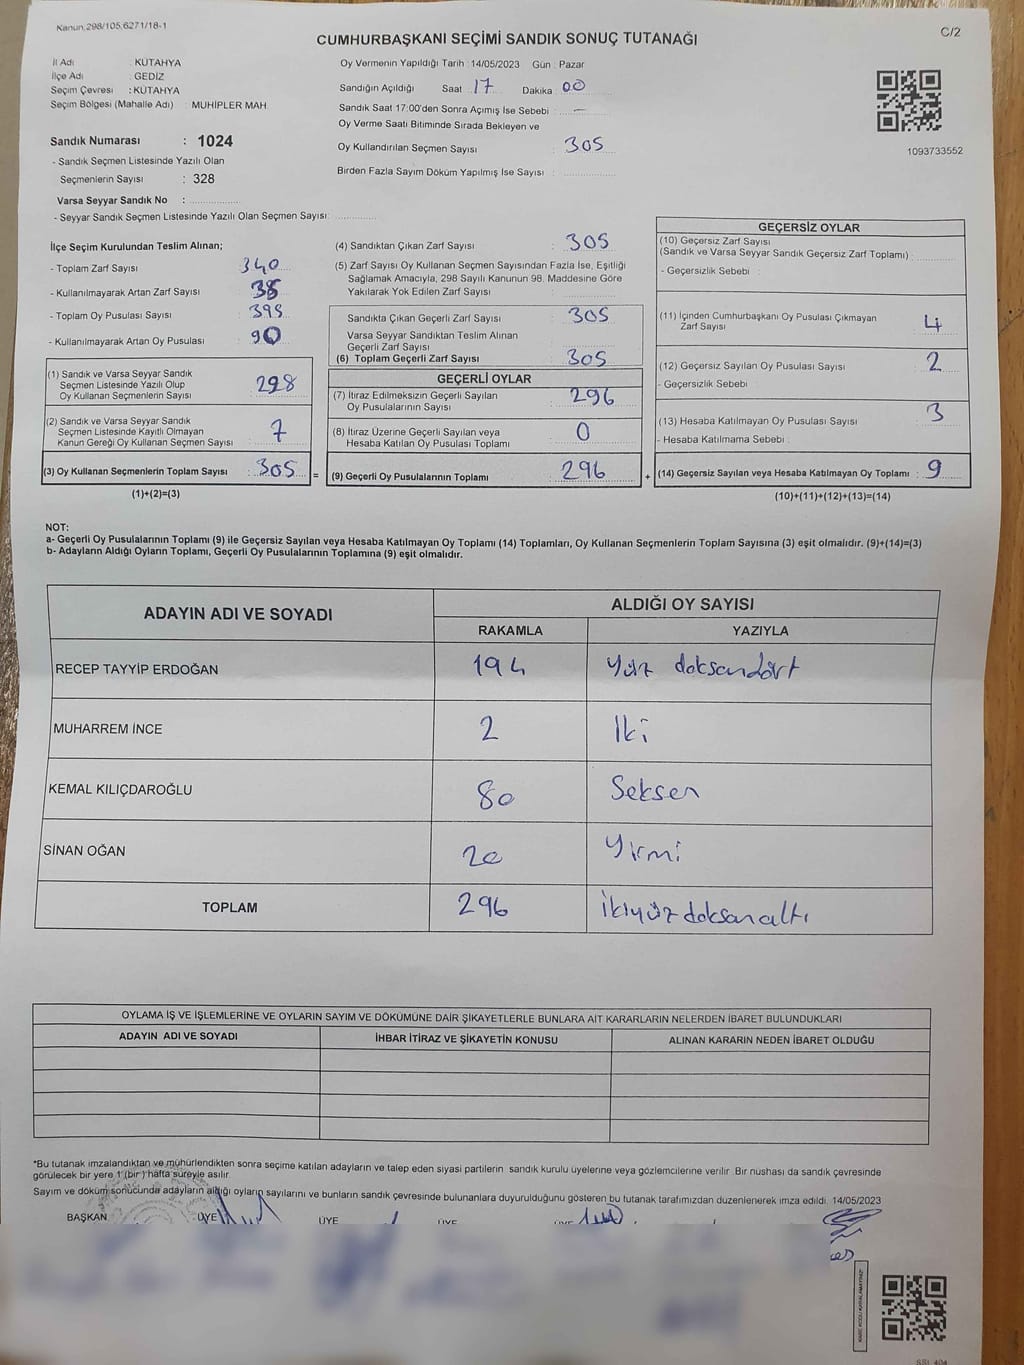 Kanun 298/105,6271/18-1
C/2
CUMHURBAŞKANI SEÇİMİ SANDIK SONUÇ TUTANAĞI
İl Adı : KÜTAHYA
İlçe Adı : GEDİZ
Seçim Çevresi : KÜTAHYA
Seçim Bölgesi (Mahalle Adı) : MUHİPLER MAH
Sandık Numarası : 1024
- Sandık Seçmen Listesinde Yazılı Olan
Seçmenlerin Sayısı : 328
Varsa Seyyar Sandık No :
- Seyyar Sandık Seçmen Listesinde Yazılı Olan Seçmen Sayısı:
Oy Vermenin Yapıldığı Tarih : 14/05/2023 Gün : Pazar
Sandığın Açıldığı Saat : 17 Dakika : 00
Sandık Saat 17:00'den Sonra Açımış İse Sebebi : —
Oy Verme Saati Bitiminde Sırada Bekleyen ve
Oy Kullandırılan Seçmen Sayısı : 305
Birden Fazla Sayım Döküm Yapılmış İse Sayısı :
1093733552
İlçe Seçim Kurulundan Teslim Alınan;
- Toplam Zarf Sayısı : 340
- Kullanılmayarak Artan Zarf Sayısı : 35
- Toplam Oy Pusulası Sayısı : 395
- Kullanılmayarak Artan Oy Pusulası : 90
(1) Sandık ve Varsa Seyyar Sandık
Seçmen Listesinde Yazılı Olup
Oy Kullanan Seçmenlerin Sayısı : 298
(2) Sandık ve Varsa Seyyar Sandık
Seçmen Listesinde Kayıtlı Olmayan
Kanun Gereği Oy Kullanan Seçmen Sayısı : 7
(3) Oy Kullanan Seçmenlerin Toplam Sayısı : 305 =
(1)+(2)=(3)
(4) Sandıktan Çıkan Zarf Sayısı : 305
(5) Zarf Sayısı Oy Kullanan Seçmen Sayısından Fazla İse, Eşitliği
Sağlamak Amacıyla, 298 Sayılı Kanunun 98. Maddesine Göre
Yakılarak Yok Edilen Zarf Sayısı :
Sandıkta Çıkan Geçerli Zarf Sayısı : 305
Varsa Seyyar Sandıktan Teslim Alınan
Geçerli Zarf Sayısı :
(6) Toplam Geçerli Zarf Sayısı : 305
GEÇERLİ OYLAR
(7) İtiraz Edilmeksizin Geçerli Sayılan
Oy Pusulalarının Sayısı : 296
(8) İtiraz Üzerine Geçerli Sayılan veya
Hesaba Katılan Oy Pusulası Toplamı : 0
(9) Geçerli Oy Pusulalarının Toplamı : 296 +
GEÇERSİZ OYLAR
(10) Geçersiz Zarf Sayısı
(Sandık ve Varsa Seyyar Sandık Geçersiz Zarf Toplamı) :
- Geçersizlik Sebebi :
(11) İçinden Cumhurbaşkanı Oy Pusulası Çıkmayan
Zarf Sayısı : 4
(12) Geçersiz Sayılan Oy Pusulası Sayısı : 2
- Geçersizlik Sebebi
(13) Hesaba Katılmayan Oy Pusulası Sayısı : 3
- Hesaba Katılmama Sebebi :
(14) Geçersiz Sayılan veya Hesaba Katılmayan Oy Toplamı : 9
(10)+(11)+(12)+(13)=(14)
NOT:
a- Geçerli Oy Pusulalarının Toplamı (9) ile Geçersiz Sayılan veya Hesaba Katılmayan Oy Toplamı (14) Toplamları, Oy Kullanan Seçmenlerin Toplam Sayısına (3) eşit olmalıdır. (9)+(14)=(3)
b- Adayların Aldığı Oyların Toplamı, Geçerli Oy Pusulalarının Toplamına (9) eşit olmalıdır.
ADAYIN ADI VE SOYADI ALDIĞI OY SAYISI
RAKAMLA YAZIYLA
RECEP TAYYİP ERDOĞAN 194 Yüz doksandört
MUHARREM İNCE 2 İki
KEMAL KILIÇDAROĞLU 80 Seksen
SİNAN OĞAN 20 Yirmi
TOPLAM 296 İkiyüzdoksanaltı
OYLAMA İŞ VE İŞLEMLERİNE VE OYLARIN SAYIM VE DÖKÜMÜNE DAİR ŞİKAYETLERLE BUNLARA AİT KARARLARIN NELERDEN İBARET BULUNDUKLARI
ADAYIN ADI VE SOYADI İHBAR İTİRAZ VE ŞİKAYETİN KONUSU ALINAN KARARIN NEDEN İBARET OLDUĞU
*Bu tutanak imzalandıktan ve mühürlendikten sonra seçime katılan adayların ve talep eden siyasi partilerin sandık kurulu üyelerine veya gözlemcilerine verilir. Bir nüshası da sandık çevresinde
görülecek bir yere 1 (bir) hafta süreyle asılır.
Sayım ve döküm sonucunda adayların aldığı oyların sayılarını ve bunların sandık çevresinde bulunanlara duyurulduğunu gösteren bu tutanak tarafımızdan düzenlenerek imza edildi. 14/05/2023
BAŞKAN ÜYE ÜYE ÜYE ÜYE